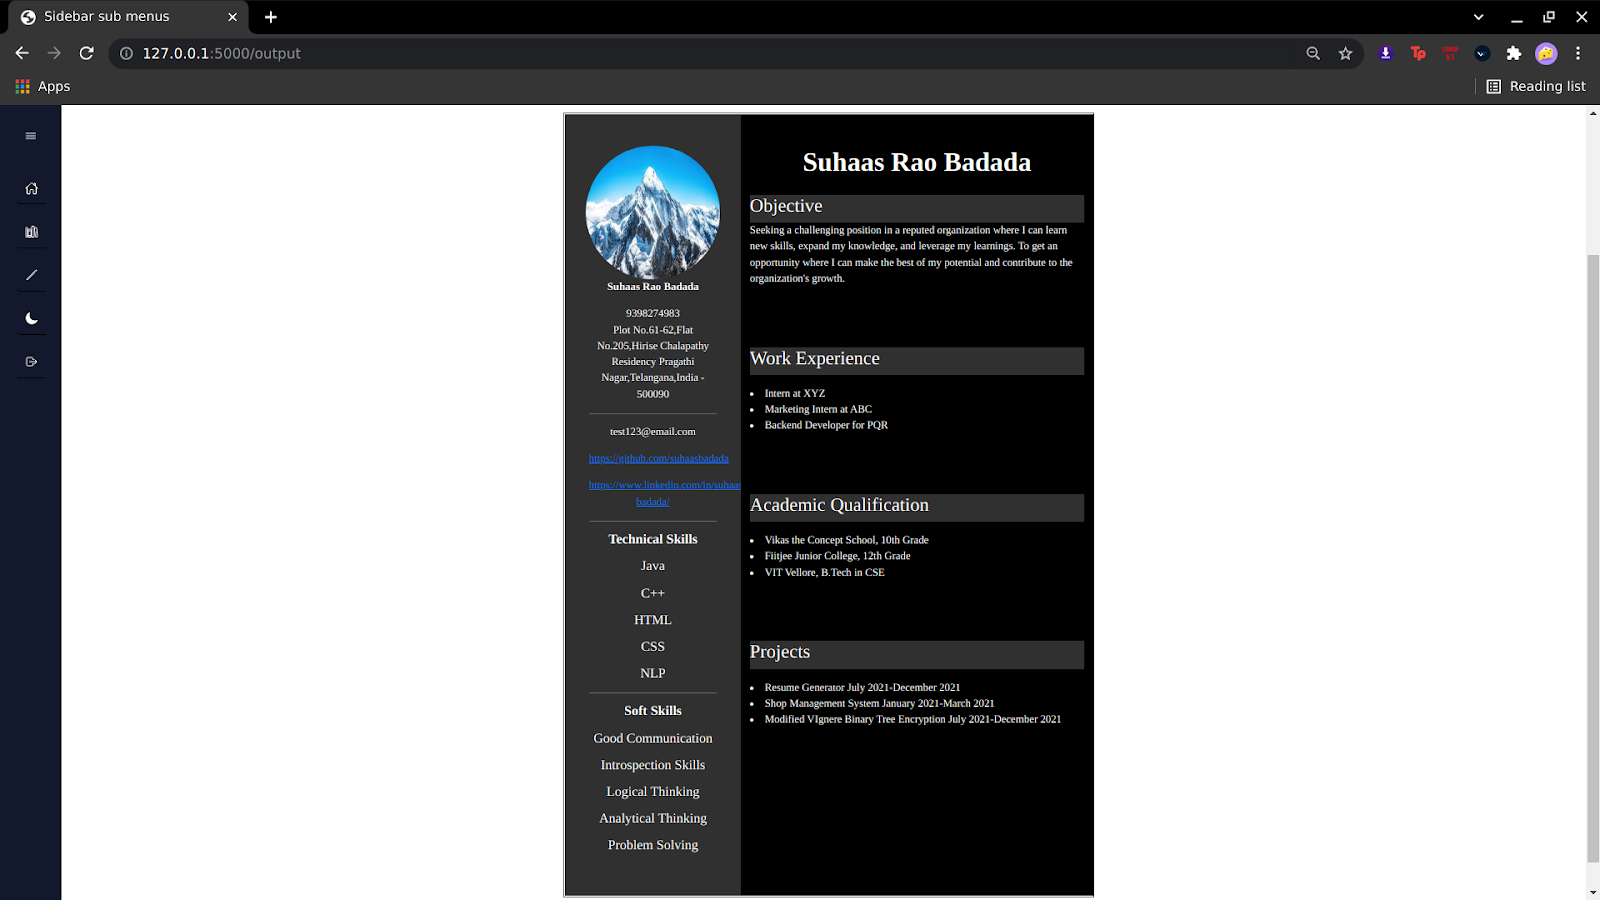 Sidebar sub menus
127.0.0.1:5000/output
Apps
Reading list
Suhaas Rao Badada
9398274983
Plot No.61-62,Flat
No.205,Hirise Chalapathy
Residency Pragathi
Nagar,Telangana,India -
500090
test123@email.com
https://github.com/suhaasbadada
https://www.linkedin.com/in/suhaas
badada/
Technical Skills
Java
C++
HTML
CSS
NLP
Soft Skills
Good Communication
Introspection Skills
Logical Thinking
Analytical Thinking
Problem Solving
Suhaas Rao Badada
Objective
Seeking a challenging position in a reputed organization where I can learn
new skills, expand my knowledge, and leverage my learnings. To get an
opportunity where I can make the best of my potential and contribute to the
organization's growth.
Work Experience
• Intern at XYZ
• Marketing Intern at ABC
• Backend Developer for PQR
Academic Qualification
• Vikas the Concept School, 10th Grade
• Fiitjee Junior College, 12th Grade
• VIT Vellore, B.Tech in CSE
Projects
• Resume Generator July 2021-December 2021
• Shop Management System January 2021-March 2021
• Modified VIgnere Binary Tree Encryption July 2021-December 2021